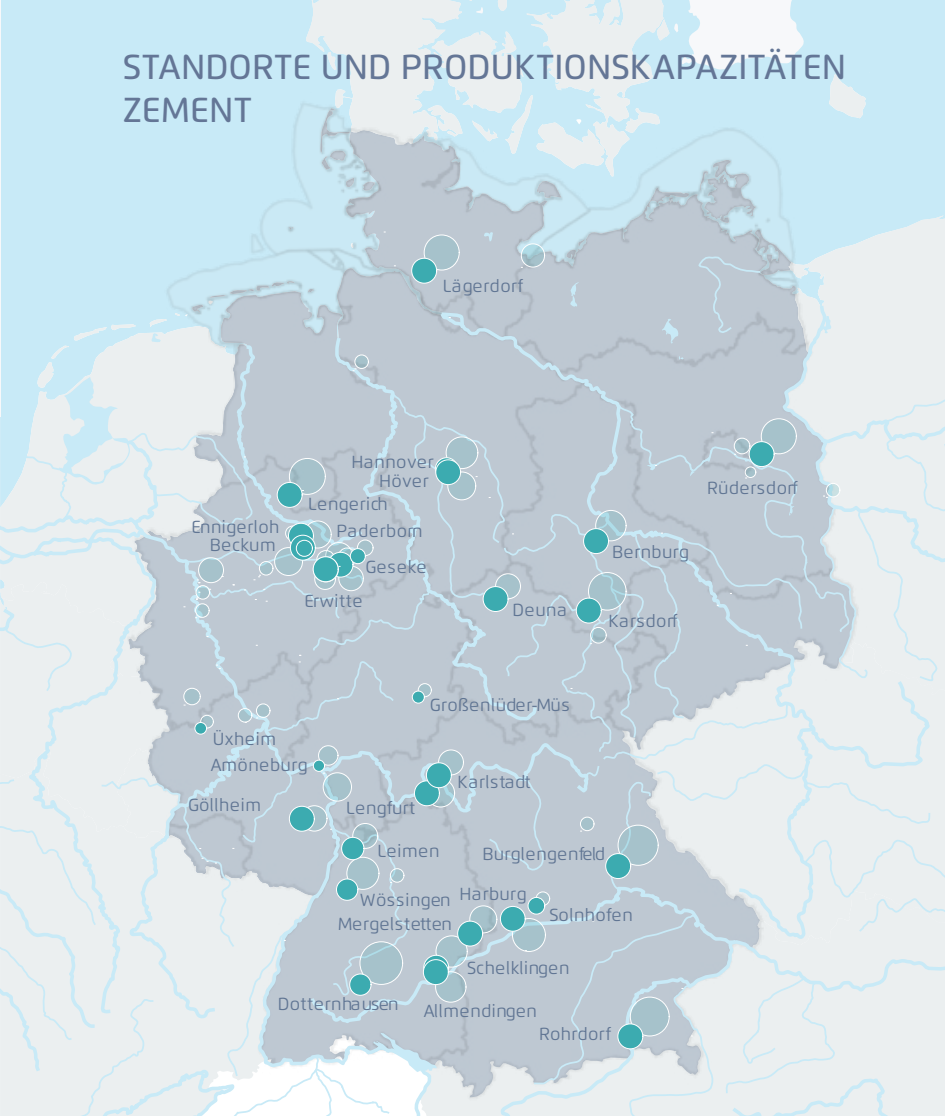 STANDORTE UND PRODUKTIONSKAPAZITÄTEN
ZEMENT
Lägerdorf
Hannover
Höver
Rüdersdorf
Lengerich
Ennigerloh
Paderborn
Beckum
Bernburg
Geseke
Erwitte
Deuna
Karsdorf
Großenlüder-Müs
Üxheim
Amöneburg
Karlstadt
Göllheim
Lengfurt
Leimen
Burglengenfeld
Harburg
Wössingen
Solnhofen
Mergelstetten
Schelklingen
Dotternhausen
Allmendingen
Rohrdorf